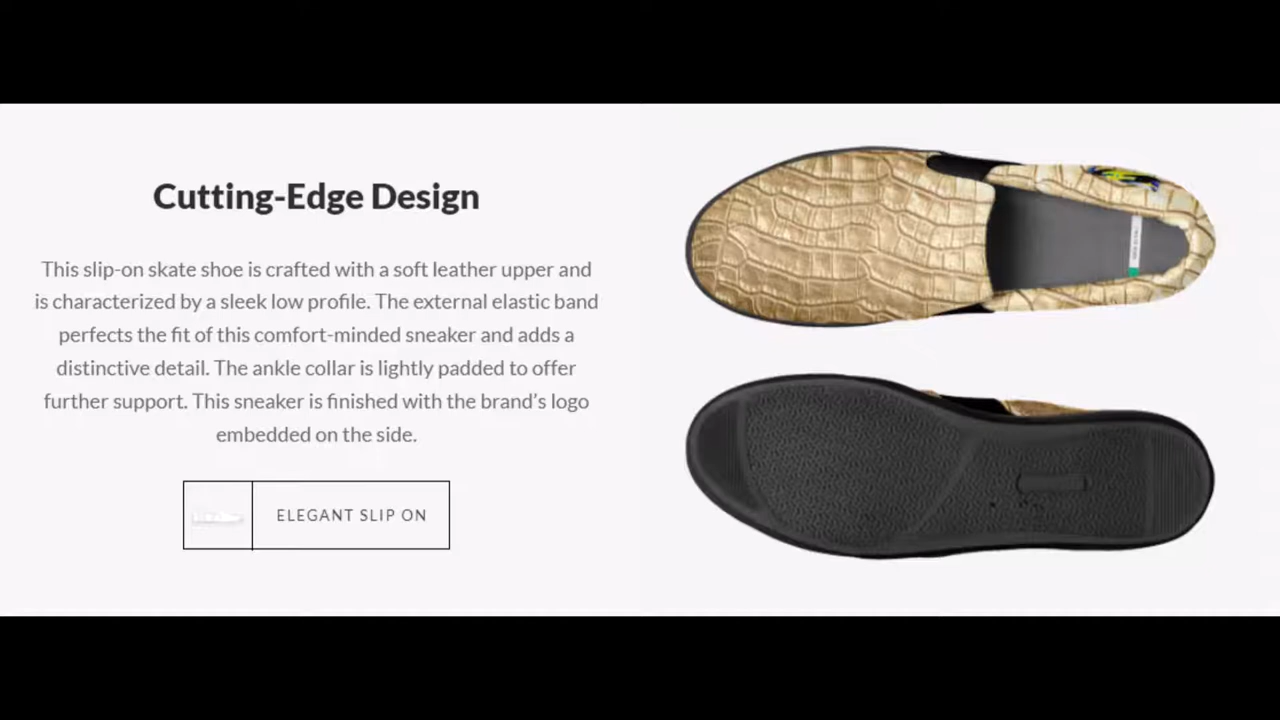 Cutting-Edge Design
This slip-on skate shoe is crafted with a soft leather upper and
is characterized by a sleek low profile. The external elastic band
perfects the fit of this comfort-minded sneaker and adds a
distinctive detail. The ankle collar is lightly padded to offer
further support. This sneaker is finished with the brand’s logo
embedded on the side.
ELEGANT SLIP ON